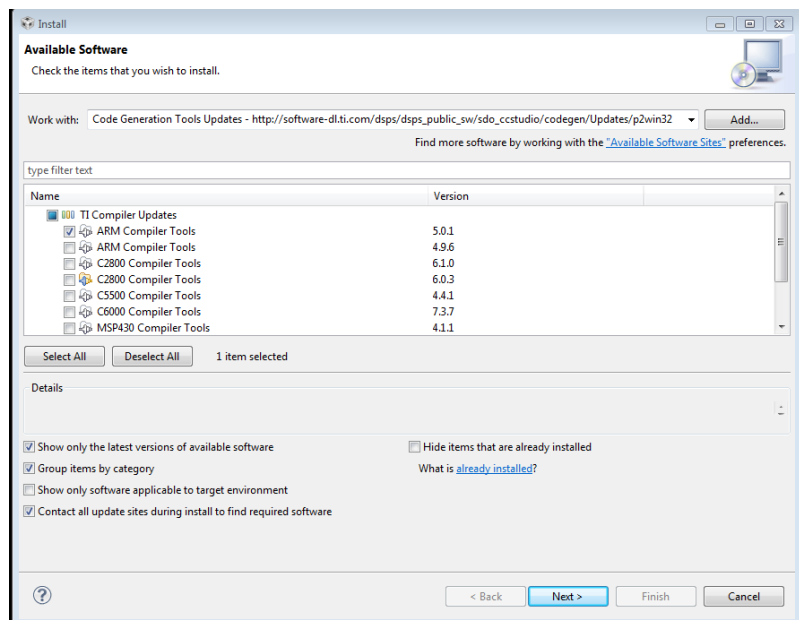 Install
Available Software
Check the items that you wish to install.
Work with: Code Generation Tools Updates - http://software-dl.ti.com/dsps/dsps_public_sw/sdo_ccstudio/codegen/Updates/p2win32 Add...
Find more software by working with the "Available Software Sites" preferences.
type filter text
Name Version
TI Compiler Updates
ARM Compiler Tools 5.0.1
ARM Compiler Tools 4.9.6
C2800 Compiler Tools 6.1.0
C2800 Compiler Tools 6.0.3
C5500 Compiler Tools 4.4.1
C6000 Compiler Tools 7.3.7
MSP430 Compiler Tools 4.1.1
Select All Deselect All 1 item selected
Details
Show only the latest versions of available software Hide items that are already installed
Group items by category What is already installed?
Show only software applicable to target environment
Contact all update sites during install to find required software
? < Back Next > Finish Cancel